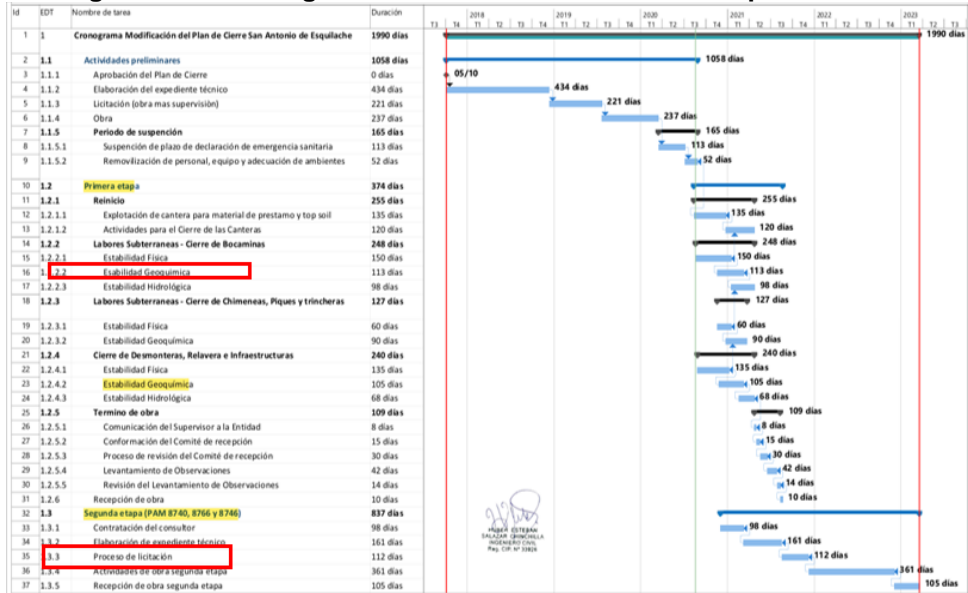 Id EDT Nombre de tarea Duración
2018 2019 2020 2021 2022 2023
T3 T4 T1 T2 T3 T4 T1 T2 T3 T4 T1 T2 T3 T4 T1 T2 T3 T4 T1 T2 T3 T4 T1 T2 T3
1 1 Cronograma Modificación del Plan de Cierre San Antonio de Esquilache 1990 días 1990 días
2 1.1 Actividades preliminares 1058 días 1058 días
3 1.1.1 Aprobación del Plan de Cierre 0 días 05/10
4 1.1.2 Elaboración del expediente técnico 434 días 434 días
5 1.1.3 Licitación (obra mas supervisión) 221 días 221 días
6 1.1.4 Obra 237 días 237 días
7 1.1.5 Periodo de suspención 165 días 165 días
8 1.1.5.1 Suspensión de plazo de declaración de emergencia sanitaria 113 días 113 días
9 1.1.5.2 Removilización de personal, equipo y adecuación de ambientes 52 días 52 días
10 1.2 Primera etapa 374 días
11 1.2.1 Reinicio 255 días 255 días
12 1.2.1.1 Explotación de cantera para material de prestamo y top soil 135 días 135 días
13 1.2.1.2 Actividades para el Cierre de las Canteras 120 días 120 días
14 1.2.2 Labores Subterraneas - Cierre de Bocaminas 248 días 248 días
15 1.2.2.1 Estabilidad Física 150 días 150 días
16 1.2.2.2 Esabilidad Geoquímica 113 días 113 días
17 1.2.2.3 Estabilidad Hidrológica 98 días 98 días
18 1.2.3 Labores Subterraneas - Cierre de Chimeneas, Piques y trincheras 127 días 127 días
19 1.2.3.1 Estabilidad Física 60 días 60 días
20 1.2.3.2 Estabilidad Geoquímica 90 días 90 días
21 1.2.4 Cierre de Desmonteras, Relavera e Infraestructuras 240 días 240 días
22 1.2.4.1 Estabilidad Física 135 días 135 días
23 1.2.4.2 Estabilidad Geoquímica 105 días 105 días
24 1.2.4.3 Estabilidad Hidrológica 68 días 68 días
25 1.2.5 Termino de obra 109 días 109 días
26 1.2.5.1 Comunicación del Supervisor a la Entidad 8 días 8 días
27 1.2.5.2 Conformación del Comité de recepción 15 días 15 días
28 1.2.5.3 Proceso de revisión del Comité de recepción 30 días 30 días
29 1.2.5.4 Levantamiento de Observaciones 42 días 42 días
30 1.2.5.5 Revisión del Levantamiento de Observaciones 14 días 14 días
31 1.2.6 Recepción de obra 10 días 10 días
32 1.3 Segunda etapa (PAM 8740, 8766 y 8746) 837 días
33 1.3.1 Contratación del consultor 98 días 98 días
34 1.3.2 Elaboración de expediente técnico 161 días 161 días
35 1.3.3 Proceso de licitación 112 días 112 días
36 1.3.4 Actividades de obra segunda etapa 361 días 361 días
37 1.3.5 Recepción de obra segunda etapa 105 días 105 días
ESTEBAN
SALAZAR CHINCHILLA
INGENIERO CIVIL
Reg. CIP. N°